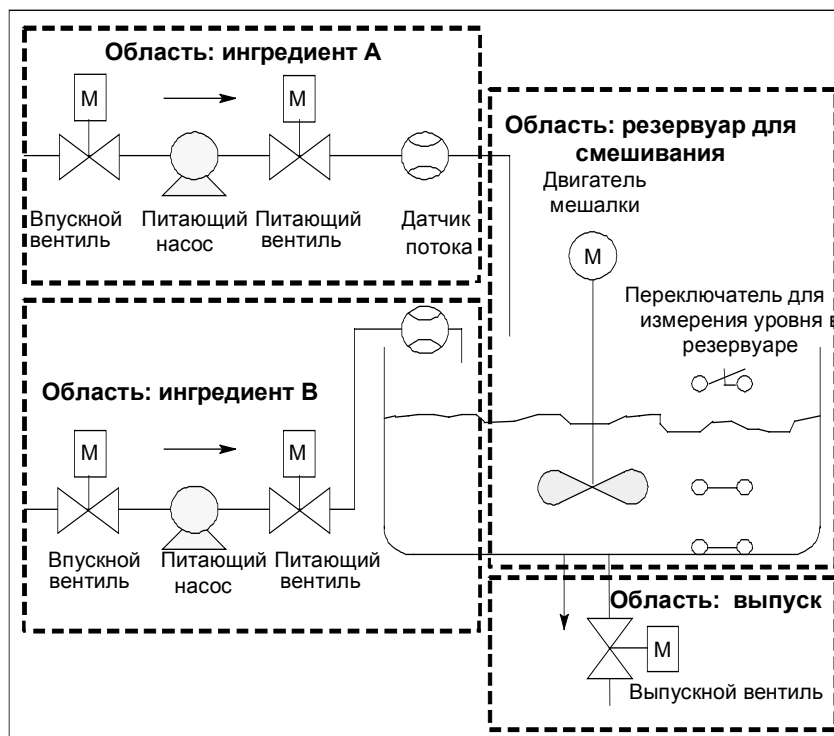 Область: ингредиент А
М
М
Впускной
вентиль
Питающий
насос
Питающий
вентиль
Датчик
потока
Область: резервуар для
смешивания
Двигатель
мешалки
М
Переключатель для
измерения уровня в
резервуаре
Область: ингредиент В
М
М
Впускной
вентиль
Питающий
насос
Питающий
вентиль
Область: выпуск
М
Выпускной вентиль